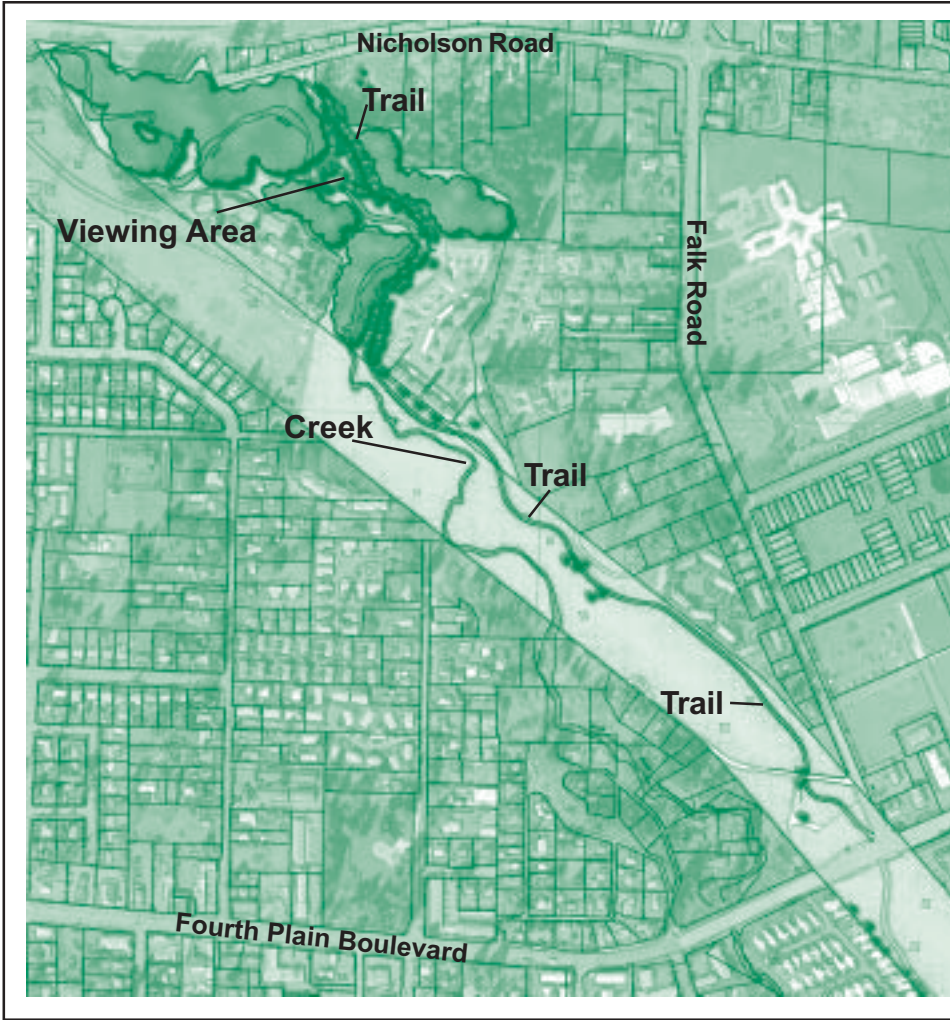 Nicholson Road
Trail
Viewing Area
Falk Road
Creek
Trail
Trail
Fourth Plain Boulevard